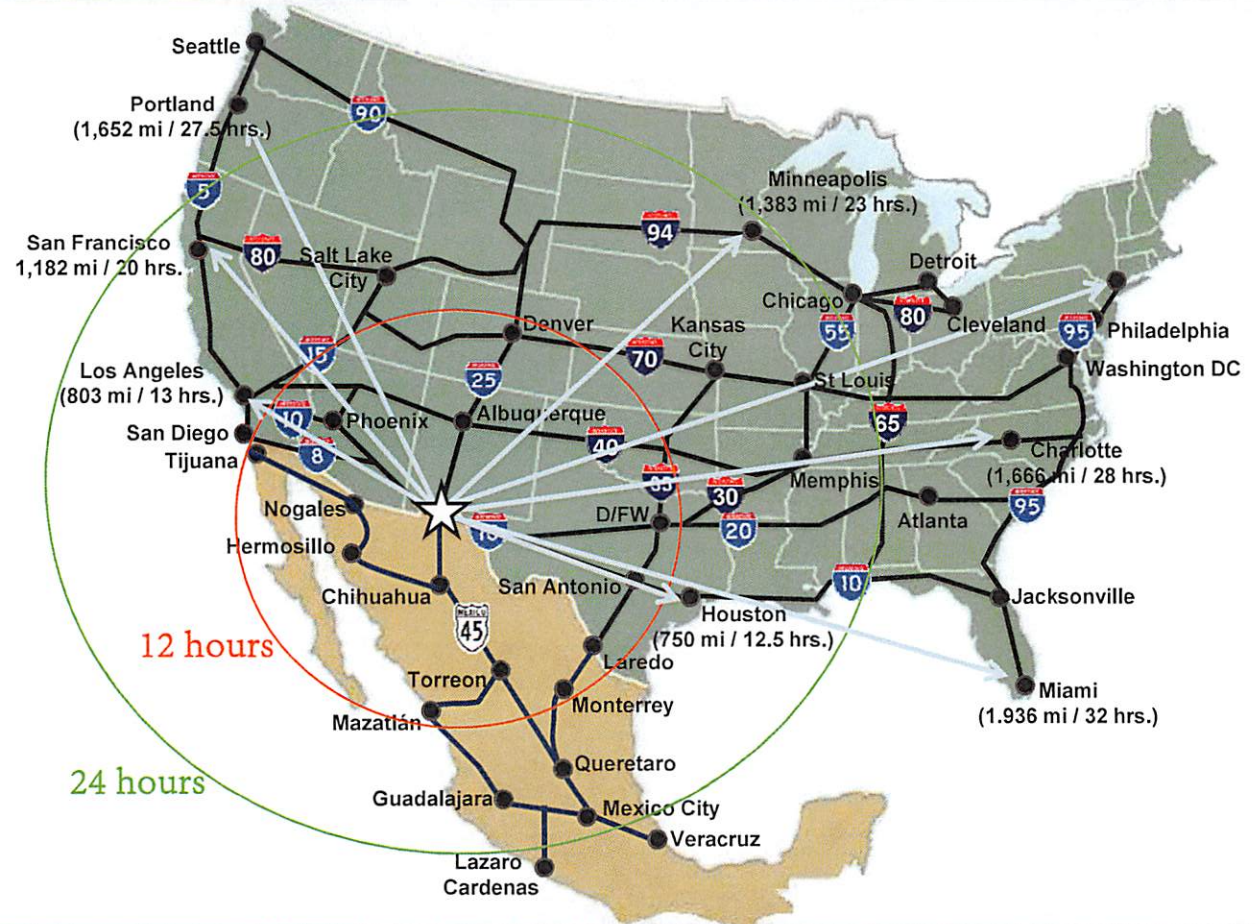 Seattle
Portland
(1,652 mi / 27.5 hrs.)
90
5
Minneapolis
(1,383 mi / 23 hrs.)
94
San Francisco
1,182 mi / 20 hrs.
80
Salt Lake
City
Detroit
Chicago
80
Cleveland
Denver
Kansas
City
55
95
Philadelphia
15
70
Washington DC
Los Angeles
(803 mi / 13 hrs.)
25
St Louis
10
Phoenix
Albuquerque
65
San Diego
8
40
Charlotte
(1,666 mi / 28 hrs.)
Tijuana
35
30
Memphis
95
Nogales
D/FW
20
Atlanta
10
Hermosillo
San Antonio
10
Chihuahua
Houston
(750 mi / 12.5 hrs.)
Jacksonville
MEXICO
45
12 hours
Laredo
Torreon
Monterrey
Miami
(1.936 mi / 32 hrs.)
Mazatlán
24 hours
Queretaro
Guadalajara
Mexico City
Veracruz
Lazaro
Cardenas